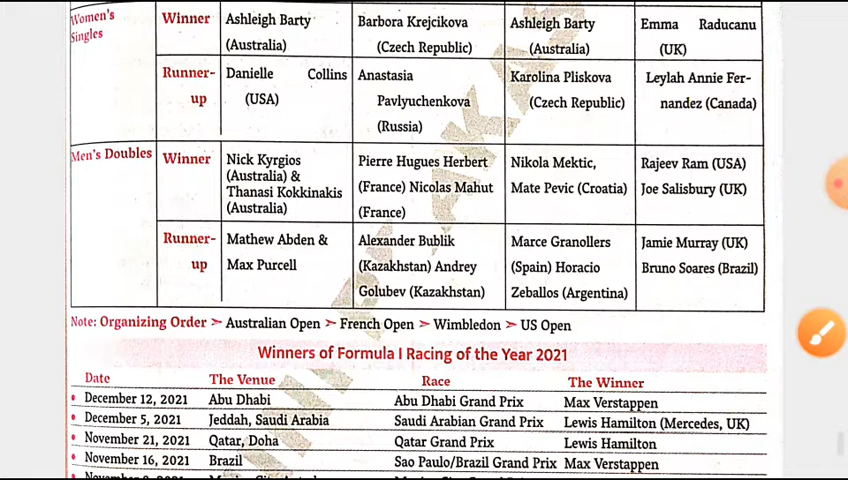 Women's Singles Winner Ashleigh Barty (Australia) Barbora Krejcikova (Czech Republic) Ashleigh Barty (Australia) Emma Raducanu (UK)
Runner-up Danielle Collins (USA) Anastasia Pavlyuchenkova (Russia) Karolina Pliskova (Czech Republic) Leylah Annie Fer-nandez (Canada)
Men's Doubles Winner Nick Kyrgios (Australia) & Thanasi Kokkinakis (Australia) Pierre Hugues Herbert (France) Nicolas Mahut (France) Nikola Mektic, Mate Pevic (Croatia) Rajeev Ram (USA) Joe Salisbury (UK)
Runner-up Mathew Abden & Max Purcell Alexander Bublik (Kazakhstan) Andrey Golubev (Kazakhstan) Marce Granollers (Spain) Horacio Zeballos (Argentina) Jamie Murray (UK) Bruno Soares (Brazil)
Note: Organizing Order ➢ Australian Open ➢ French Open ➢ Wimbledon ➢ US Open
Winners of Formula I Racing of the Year 2021
Date The Venue Race The Winner
• December 12, 2021 Abu Dhabi Abu Dhabi Grand Prix Max Verstappen
• December 5, 2021 Jeddah, Saudi Arabia Saudi Arabian Grand Prix Lewis Hamilton (Mercedes, UK)
• November 21, 2021 Qatar, Doha Qatar Grand Prix Lewis Hamilton
• November 16, 2021 Brazil Sao Paulo/Brazil Grand Prix Max Verstappen